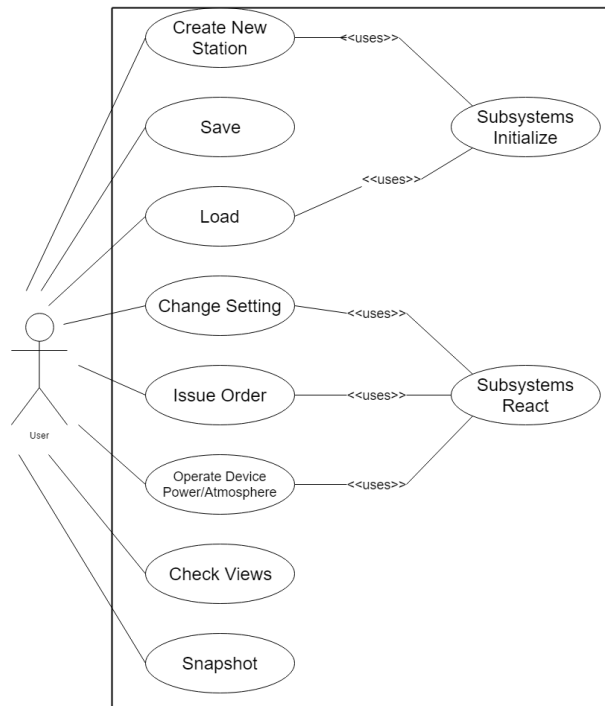 Create New
Station
<<uses>>
Save
Subsystems
Initialize
<<uses>>
Load
Change Setting
<<uses>>
Issue Order
<<uses>>
Subsystems
React
User
Operate Device
Power/Atmosphere
<<uses>>
Check Views
Snapshot